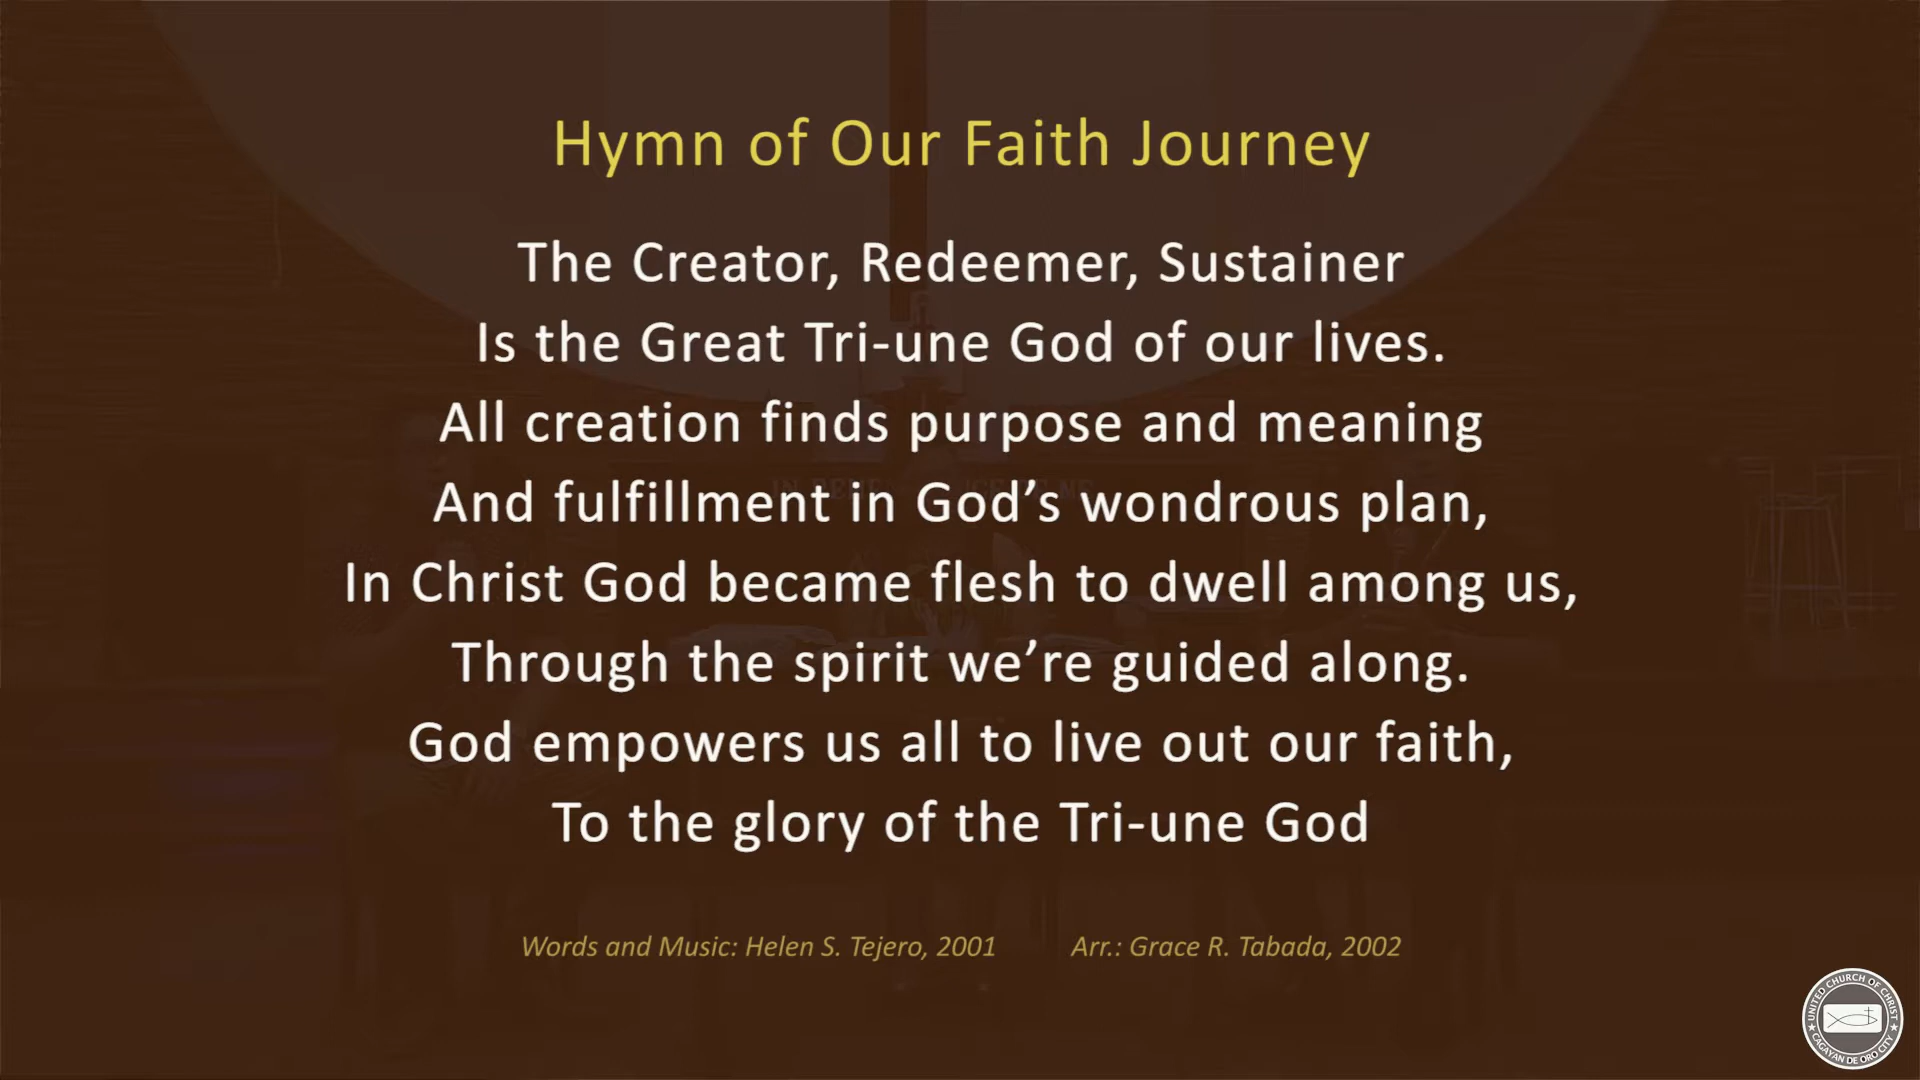 Hymn of Our Faith Journey
The Creator, Redeemer, Sustainer
Is the Great Tri-une God of our lives.
All creation finds purpose and meaning
And fulfillment in God’s wondrous plan,
In Christ God became flesh to dwell among us,
Through the spirit we’re guided along.
God empowers us all to live out our faith,
To the glory of the Tri-une God
Words and Music: Helen S. Tejero, 2001 Arr.: Grace R. Tabada, 2002
UNITED CHURCH OF CHRIST
CAGAYAN DE ORO CITY